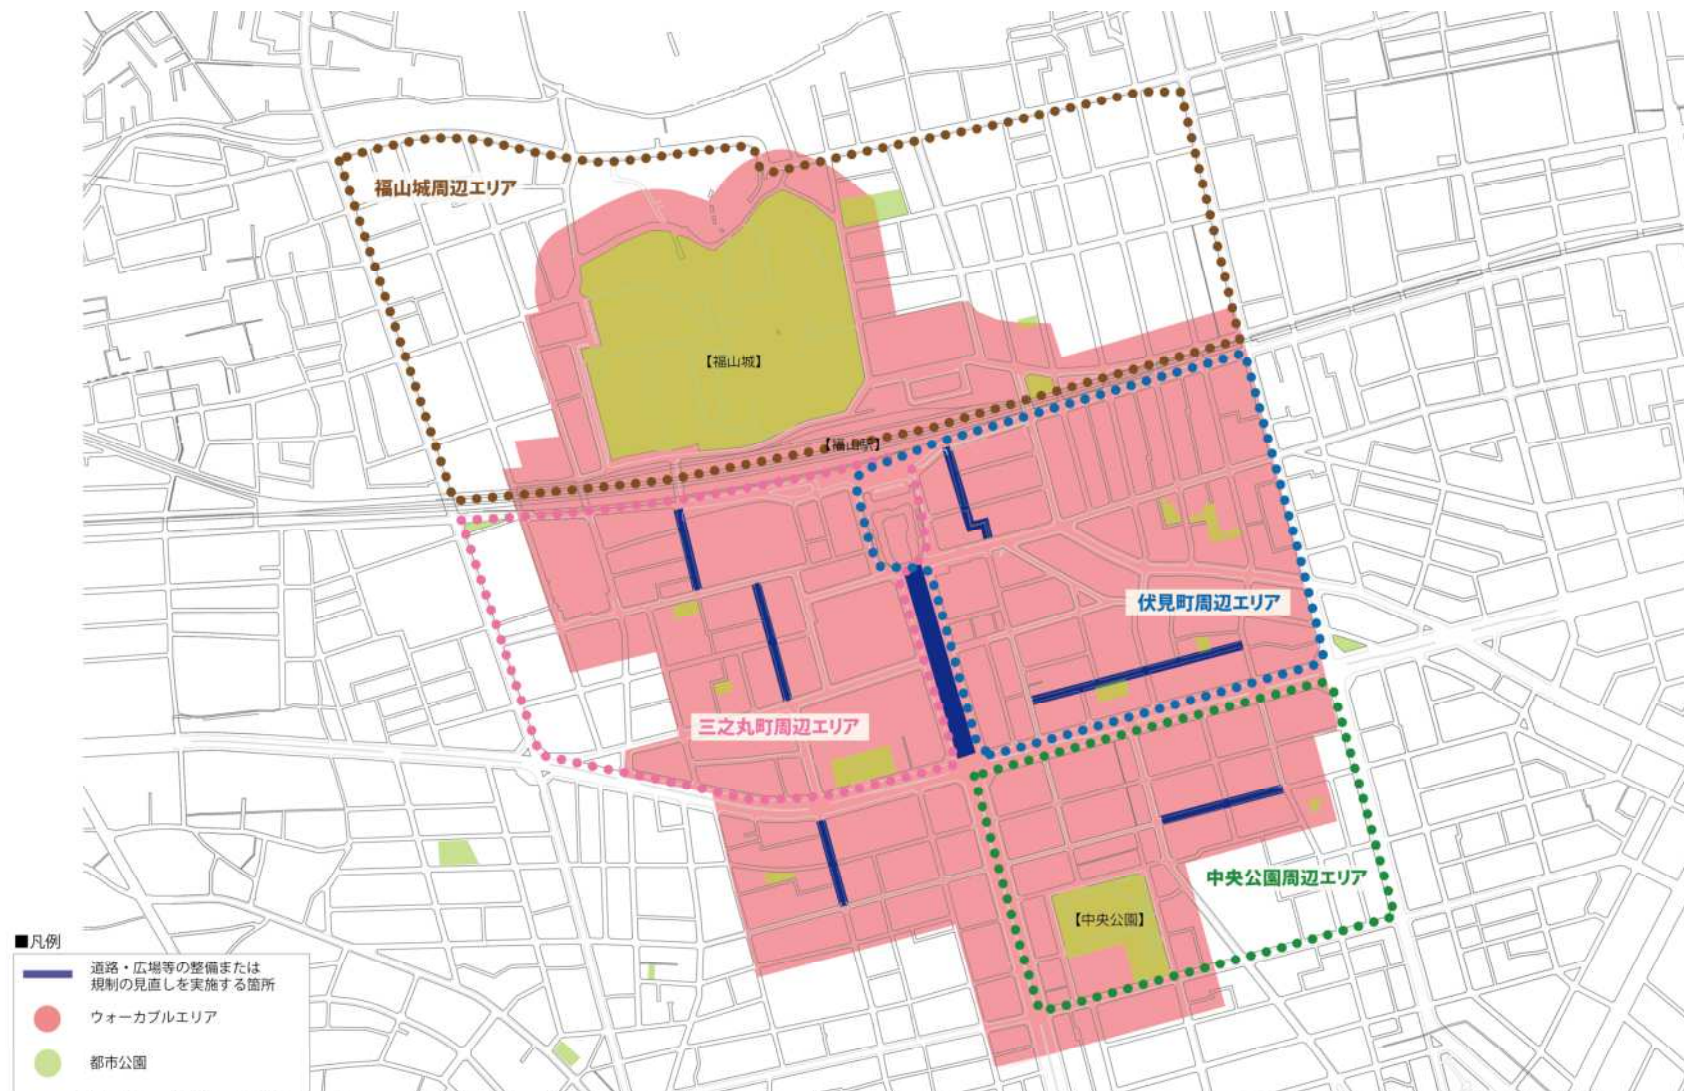 福山城周辺エリア
【福山城】
【福山駅】
伏見町周辺エリア
三之丸町周辺エリア
中央公園周辺エリア
【中央公園】
■凡例
道路・広場等の整備または
規制の見直しを実施する箇所
ウォーカブルエリア
都市公園